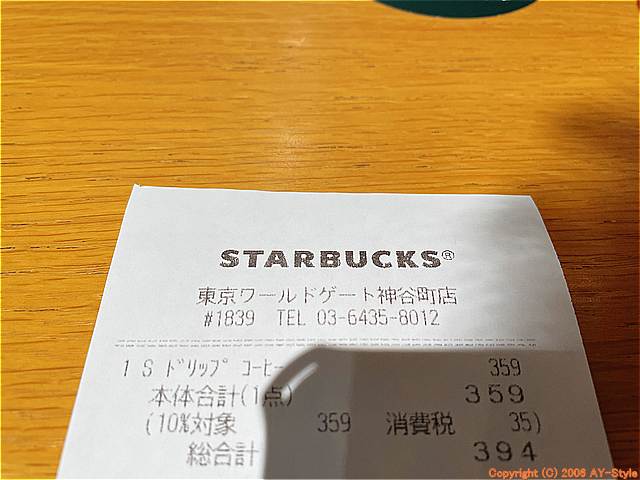 STARBUCKS®
東京ワールドゲート神谷町店
#1839 TEL 03-6435-8012
1 S ドリップ コーヒー 359
本体合計(1点) 359
(10%対象 359 消費税 35)
総合計 394
Copyright (C) 2006 AY-Style